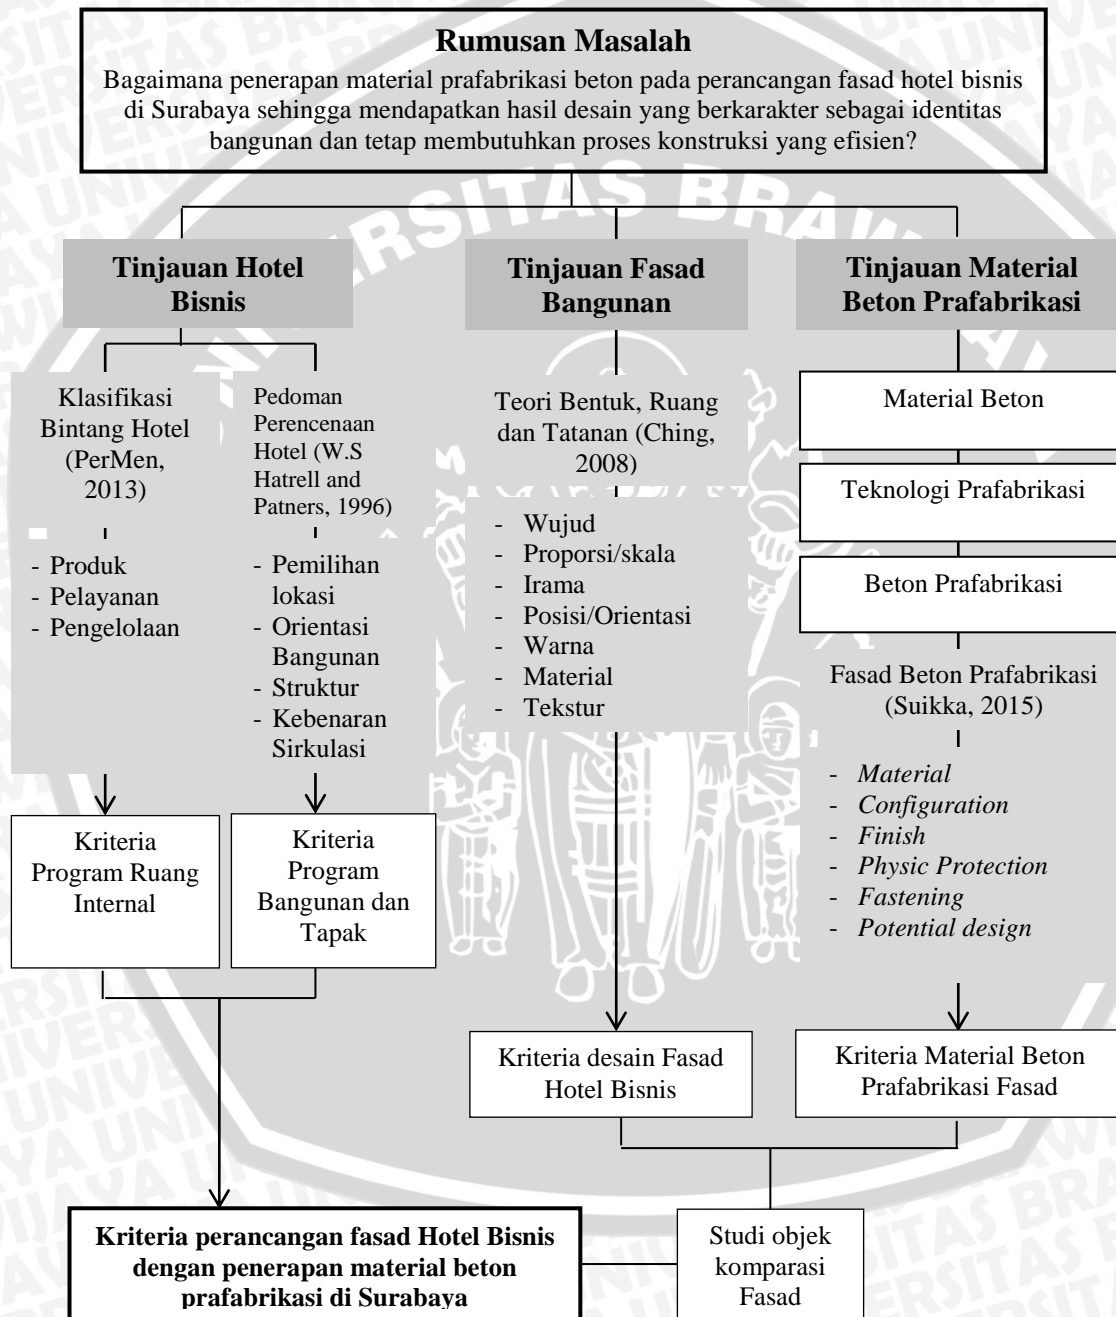 Rumusan Masalah
Bagaimana penerapan material prafabrikasi beton pada perancangan fasad hotel bisnis
di Surabaya sehingga mendapatkan hasil desain yang berkarakter sebagai identitas
bangunan dan tetap membutuhkan proses konstruksi yang efisien?
Tinjauan Hotel
Bisnis
Tinjauan Fasad
Bangunan
Tinjauan Material
Beton Prafabrikasi
Klasifikasi
Bintang Hotel
(PerMen,
2013)
Pedoman
Perencenaan
Hotel (W.S
Hatrell and
Patners, 1996)
Teori Bentuk, Ruang
dan Tatanan (Ching,
2008)
Material Beton
Teknologi Prafabrikasi
Beton Prafabrikasi
- Produk
- Pelayanan
- Pengelolaan
- Pemilihan
lokasi
- Orientasi
Bangunan
- Struktur
- Kebenaran
Sirkulasi
- Wujud
- Proporsi/skala
- Irama
- Posisi/Orientasi
- Warna
- Material
- Tekstur
Fasad Beton Prafabrikasi
(Suikka, 2015)
- Material
- Configuration
- Finish
- Physic Protection
- Fastening
- Potential design
Kriteria
Program Ruang
Internal
Kriteria
Program
Bangunan dan
Tapak
Kriteria desain Fasad
Hotel Bisnis
Kriteria Material Beton
Prafabrikasi Fasad
Kriteria perancangan fasad Hotel Bisnis
dengan penerapan material beton
prafabrikasi di Surabaya
Studi objek
komparasi
Fasad